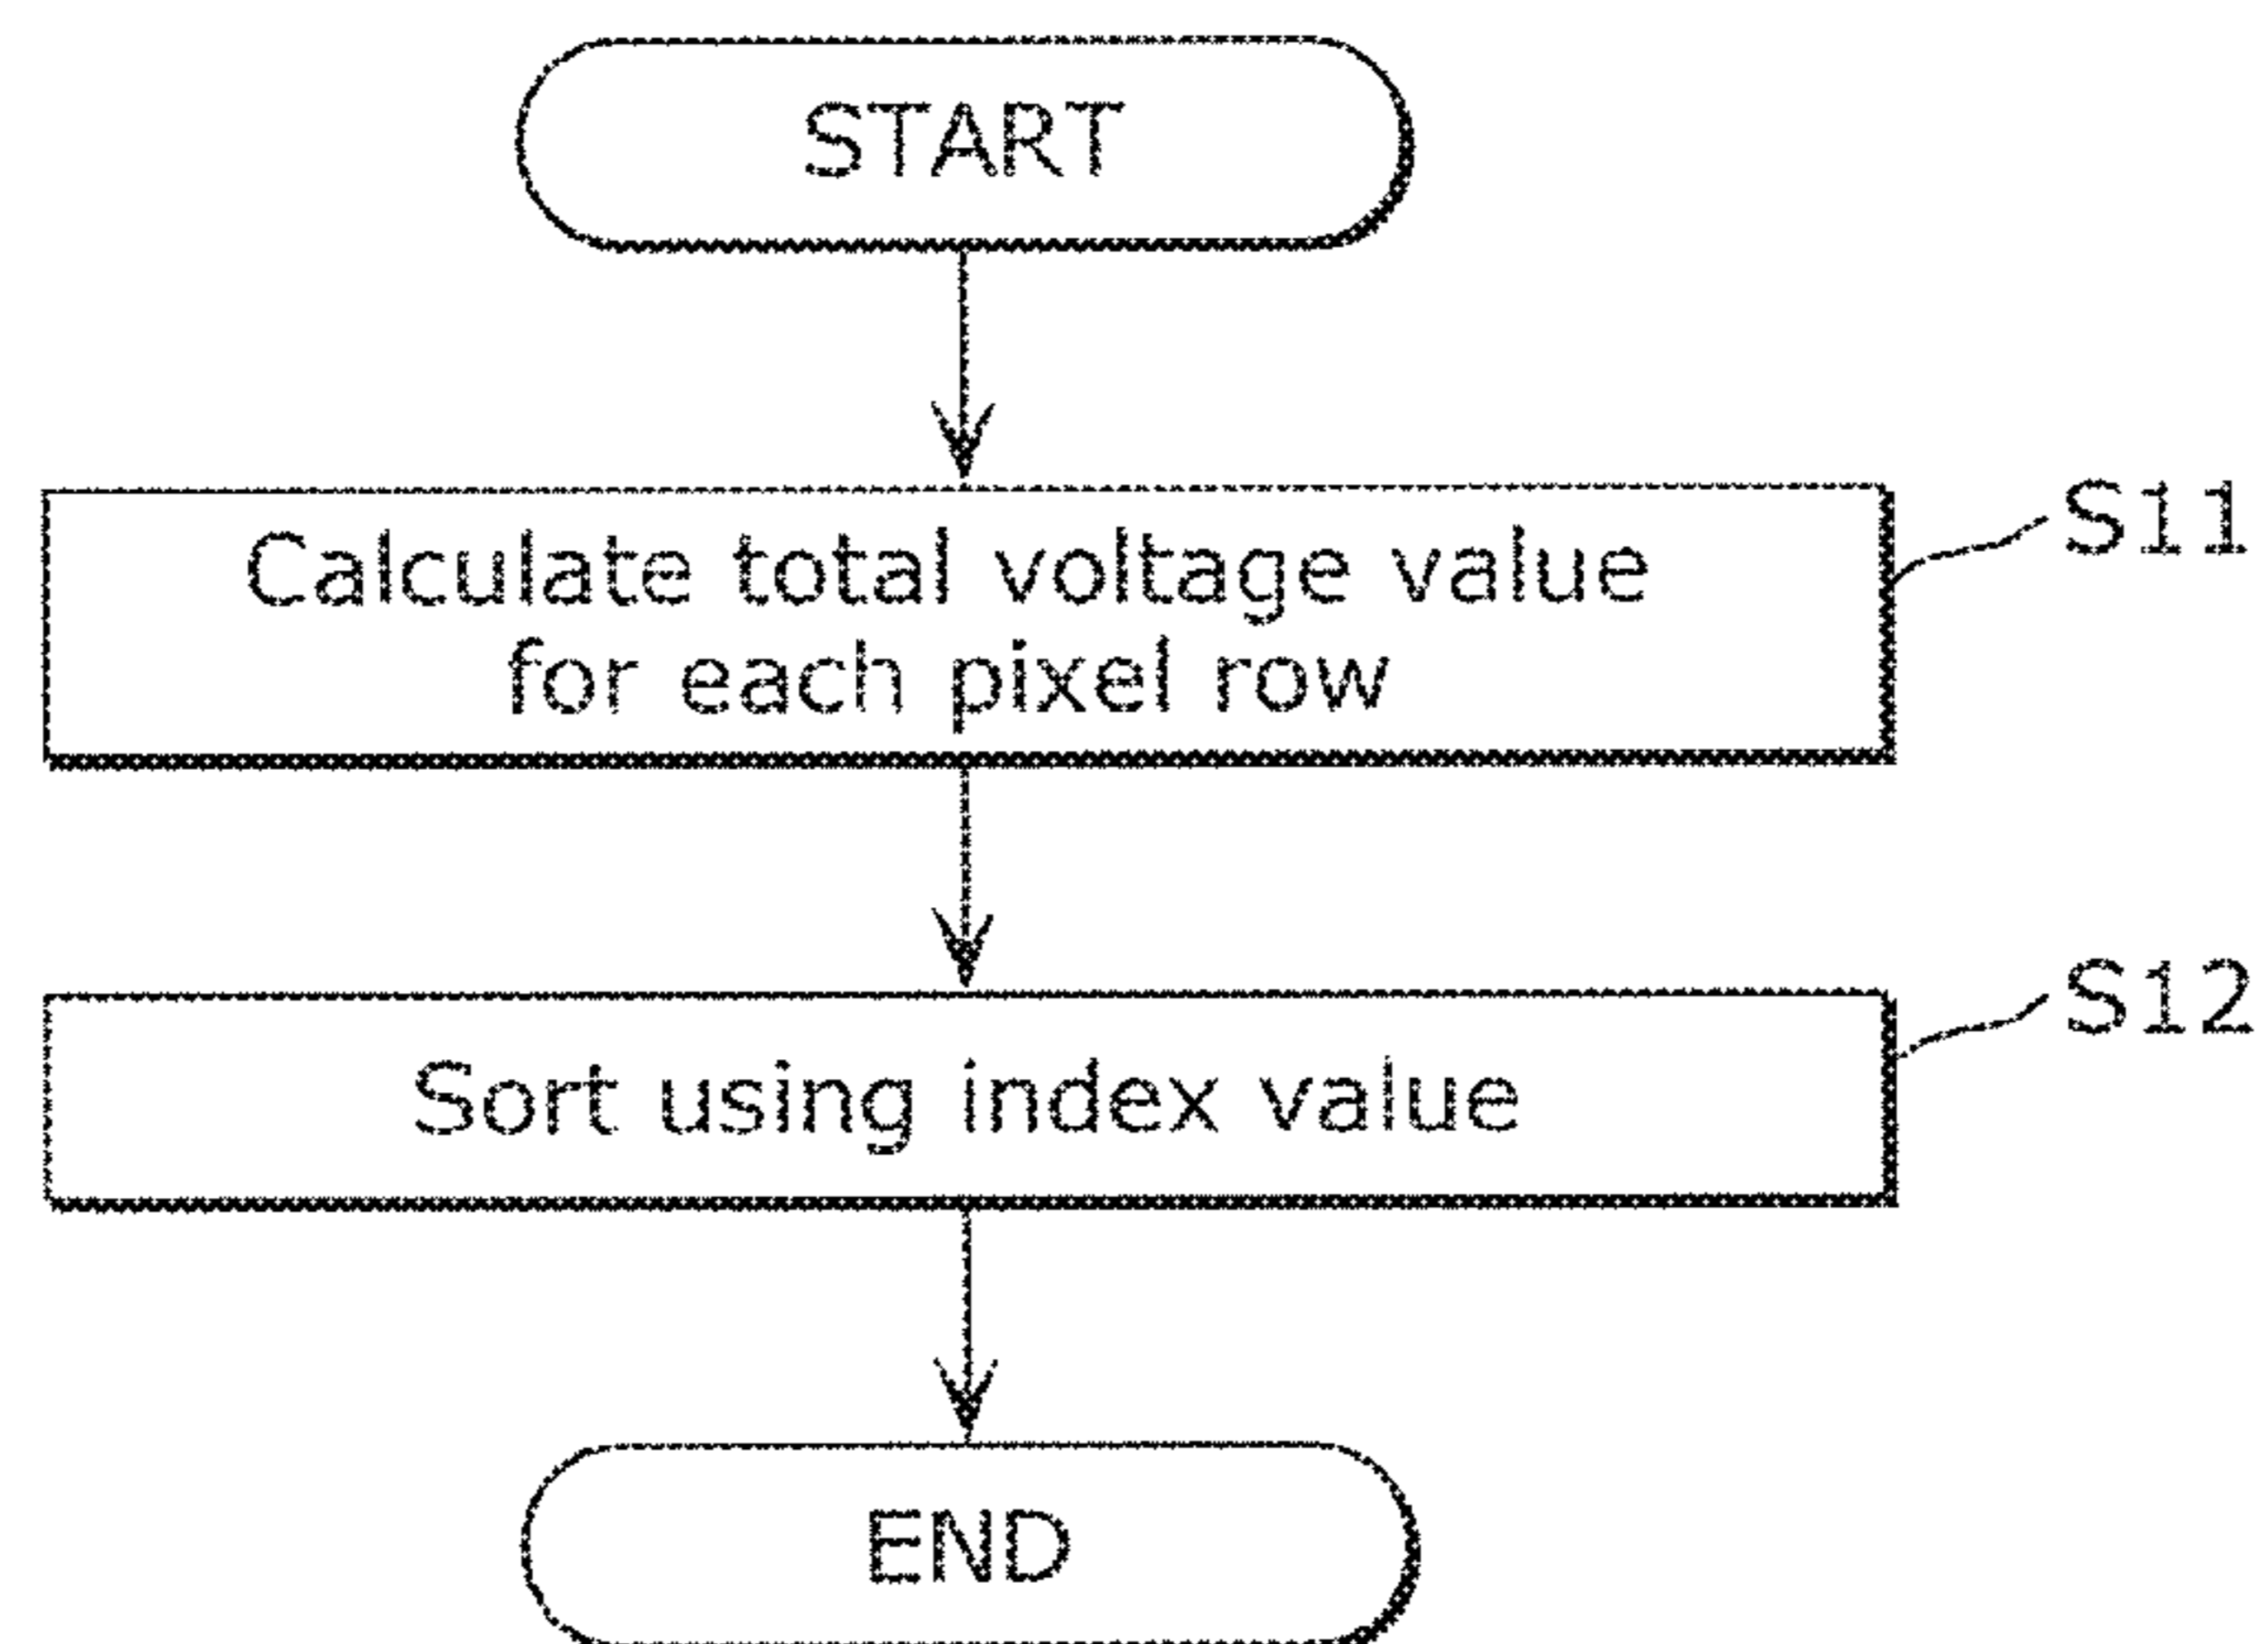 START
Calculate total voltage value
for each pixel row
S11
Sort using index value
S12
END